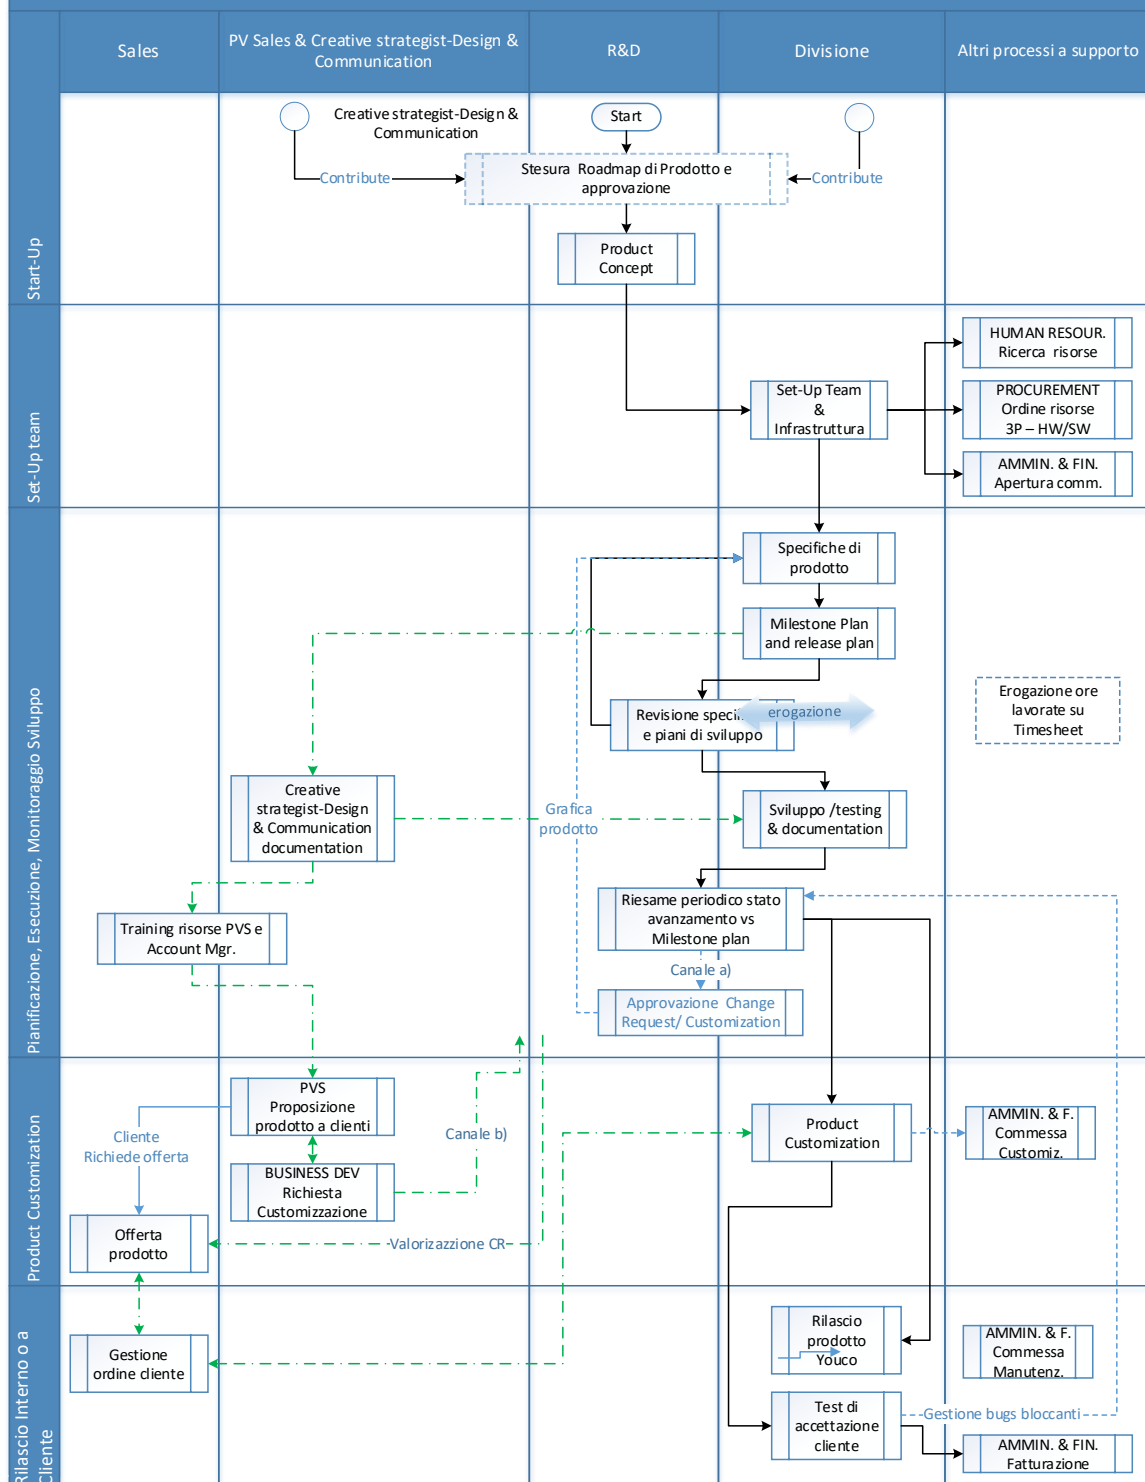 Sales
PV Sales & Creative strategist-Design &
Communication
R&D
Divisione
Altri processi a supporto
Start-Up
Creative strategist-Design &
Communication
Start
Contribute
Stesura Roadmap di Prodotto e
approvazione
Contribute
Product
Concept
Set-Up team
Set-Up Team
&
Infrastruttura
HUMAN RESOUR.
Ricerca risorse
PROCUREMENT
Ordine risorse
3P – HW/SW
AMMIN. & FIN.
Apertura comm.
Pianificazione, Esecuzione, Monitoraggio Sviluppo
Specifiche di
prodotto
Milestone Plan
and release plan
Revisione speci
e piani di sviluppo
erogazione
Erogazione ore
lavorate su
Timesheet
Creative
strategist-Design
& Communication
documentation
Grafica
prodotto
Sviluppo /testing
& documentation
Training risorse PVS e
Account Mgr.
Riesame periodico stato
avanzamento vs
Milestone plan
Canale a)
Approvazione Change
Request/ Customization
Product Customization
PVS
Proposizione
prodotto a clienti
Cliente
Richiede offerta
Canale b)
BUSINESS DEV
Richiesta
Customizzazione
Product
Customization
AMMIN. & F.
Commessa
Customiz.
Offerta
prodotto
Valorizazzione CR
Rilascio Interno o a
Cliente
Gestione
ordine cliente
Rilascio
prodotto
Youco
AMMIN. & F.
Commessa
Manutenz.
Test di
accettazione
cliente
Gestione bugs bloccanti
AMMIN. & FIN.
Fatturazione